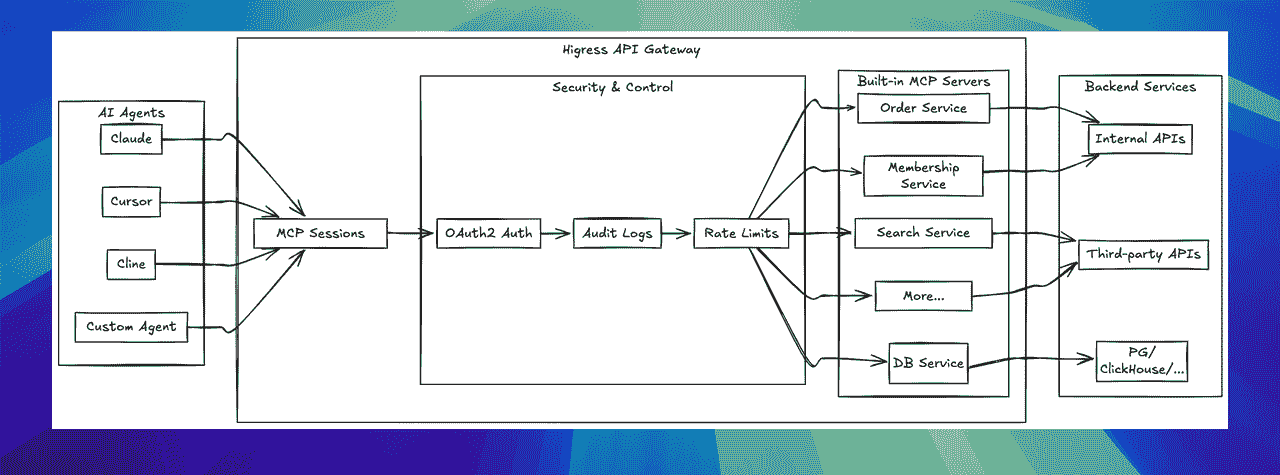 Higress API Gateway
AI Agents
Claude
Cursor
Cline
Custom Agent
MCP Sessions
Security & Control
OAuth2 Auth
Audit Logs
Rate Limits
Built-in MCP Servers
Order Service
Membership
Service
Search Service
More...
DB Service
Backend Services
Internal APIs
Third-party APIs
PG/
ClickHouse/...